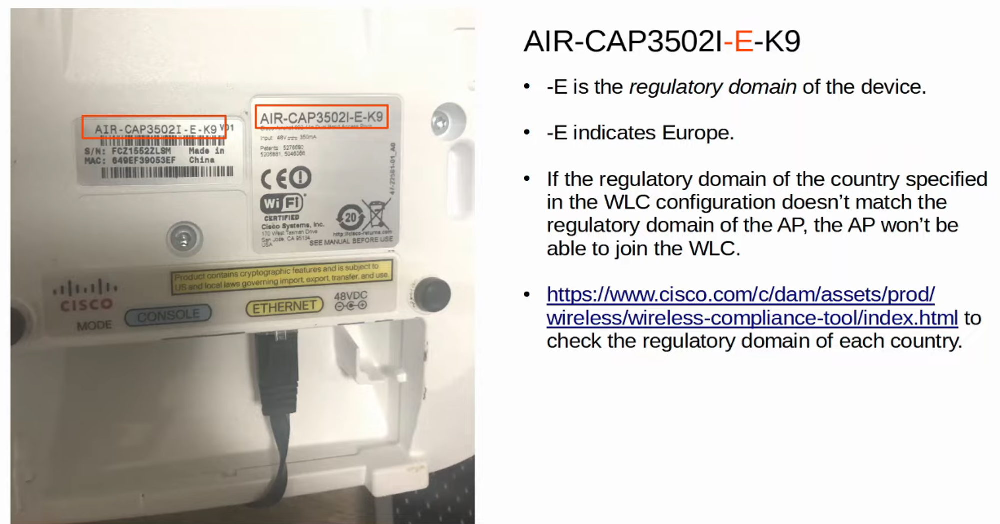 AIR-CAP3502I-E-K9 V01
S/N: FCZ1552ZLSM Made in
MAC: 649EF39053EF China
AIR-CAP3502I-E-K9
Input: 48V 350mA
Patents: 5276680
5206881, 5046066
47-22581-01_A0
CE
Wi Fi
CERTIFIED
20
Cisco Systems, Inc.
170 West Tasman Drive
San Jose, CA 95134
USA
http://cisco-returns.com
SEE MANUAL BEFORE USE
Product contains cryptographic features and is subject to
US and local laws governing import, export, transfer, and use.
CISCO
MODE
CONSOLE
ETHERNET
48VDC
AIR-CAP3502I-E-K9
• -E is the regulatory domain of the device.
• -E indicates Europe.
• If the regulatory domain of the country specified
in the WLC configuration doesn’t match the
regulatory domain of the AP, the AP won’t be
able to join the WLC.
• https://www.cisco.com/c/dam/assets/prod/
wireless/wireless-compliance-tool/index.html to
check the regulatory domain of each country.